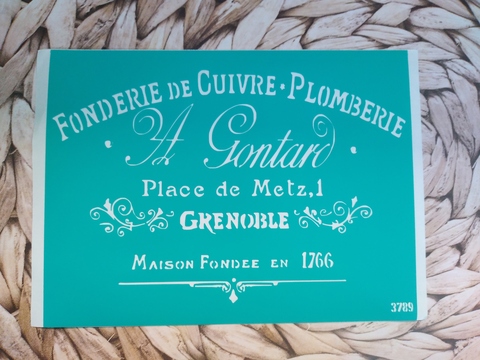 FONDERIE DE CUIVRE · PLOMBERIE
A Gontard
Place de Metz,1
GRENOBLE
MAISON FONDEE EN 1766
3789